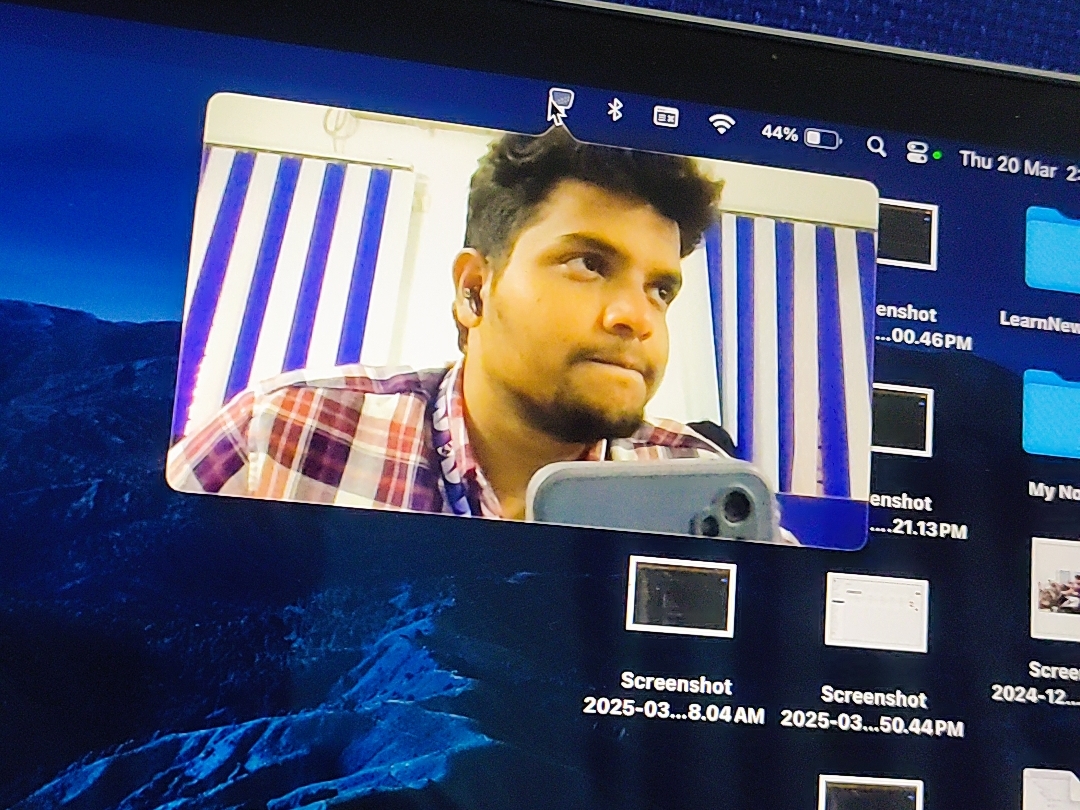 44%
Thu 20 Mar
enshot
...00.46 PM
LearnNew
enshot
....21.13 PM
My No
Screenshot
2025-03...8.04 AM
Screenshot
2025-03...50.44 PM
Scree
2024-12...